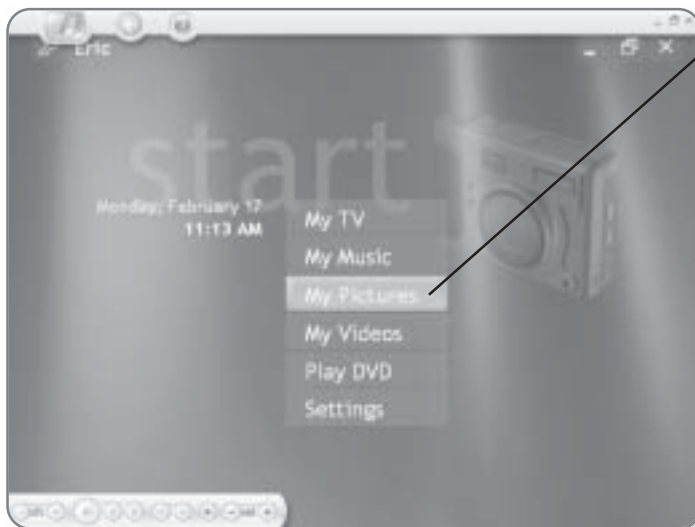 Eric
start
Monday, February 17
11:13 AM
My TV
My Music
My Pictures
My Videos
Play DVD
Settings